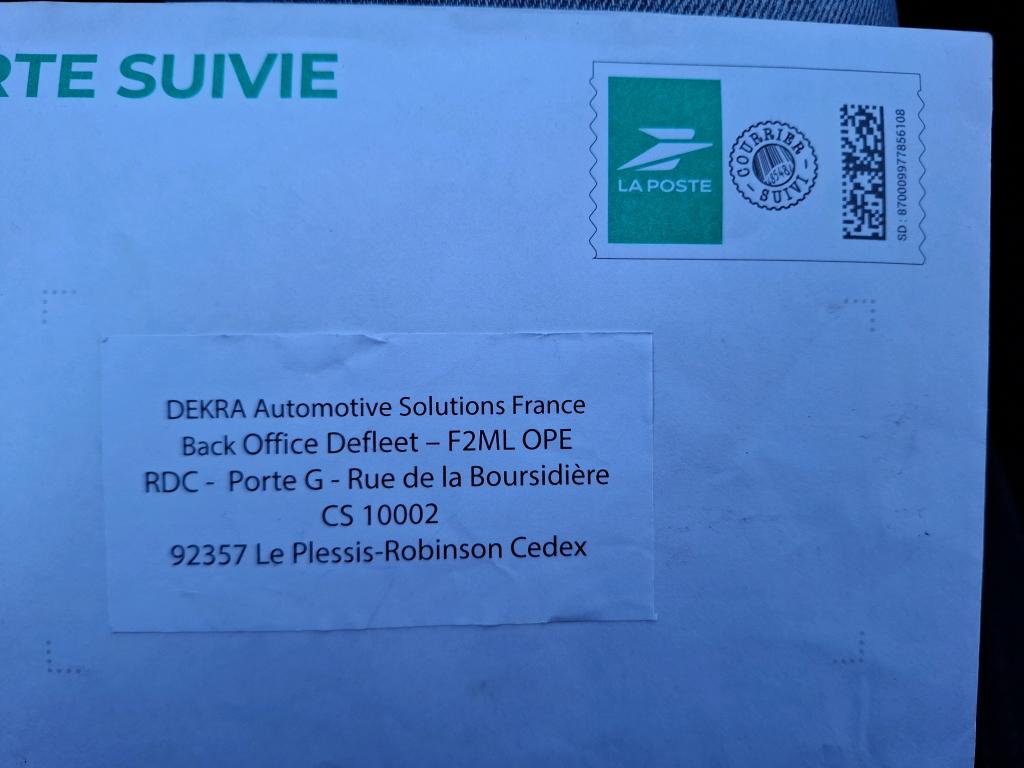 RTE SUIVIE
LA POSTE
COURRIER
SUIVI
SD : 870009977856108
DEKRA Automotive Solutions France
Back Office Defleet – F2ML OPE
RDC - Porte G - Rue de la Boursidière
CS 10002
92357 Le Plessis-Robinson Cedex